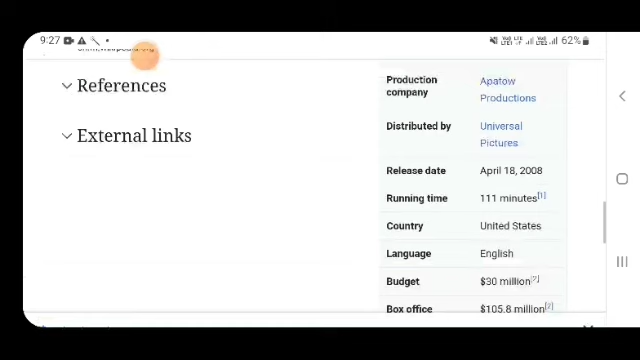 9:27
62%
References
External links
Production company
Apatow Productions
Distributed by
Universal Pictures
Release date
April 18, 2008
Running time
111 minutes[1]
Country
United States
Language
English
Budget
$30 million[2]
Box office
$105.8 million[2]